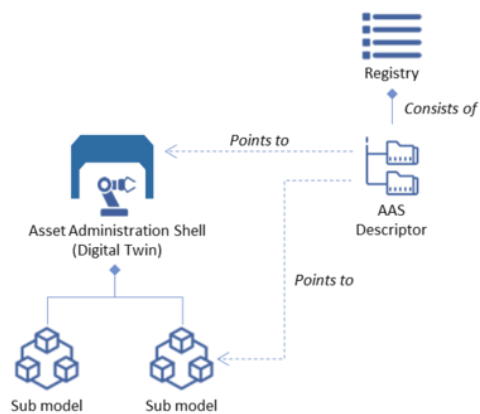 Registry
Consists of
Points to
AAS
Descriptor
Asset Administration Shell
(Digital Twin)
Points to
Sub model
Sub model